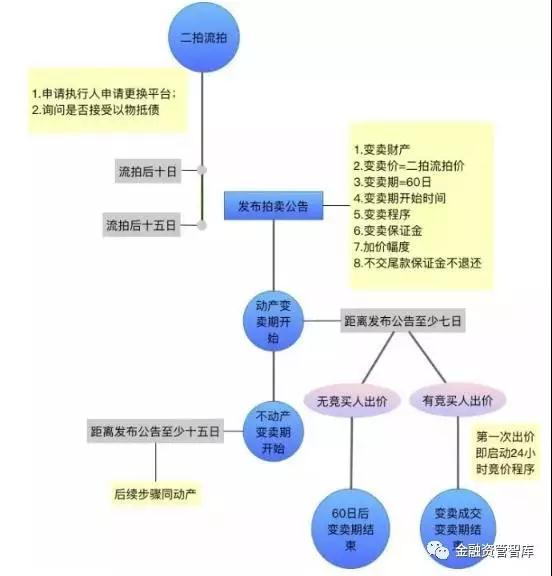 二拍流拍
1.申请执行人申请更换平台；
2.询问是否接受以物抵债
流拍后十日
流拍后十五日
发布拍卖公告
1.变卖财产
2.变卖价=二拍流拍价
3.变卖期=60日
4.变卖期开始时间
5.变卖程序
6.变卖保证金
7.加价幅度
8.不交尾款保证金不退还
动产变
卖期开
始
距离发布公告至少七日
无竞买人出价
有竞买人出价
不动产
变卖期
开始
距离发布公告至少十五日
后续步骤同动产
第一次出价
即启动24小
时竞价程序
60日后
变卖期结
束
变卖成交
变卖期结
束
金融资管智库